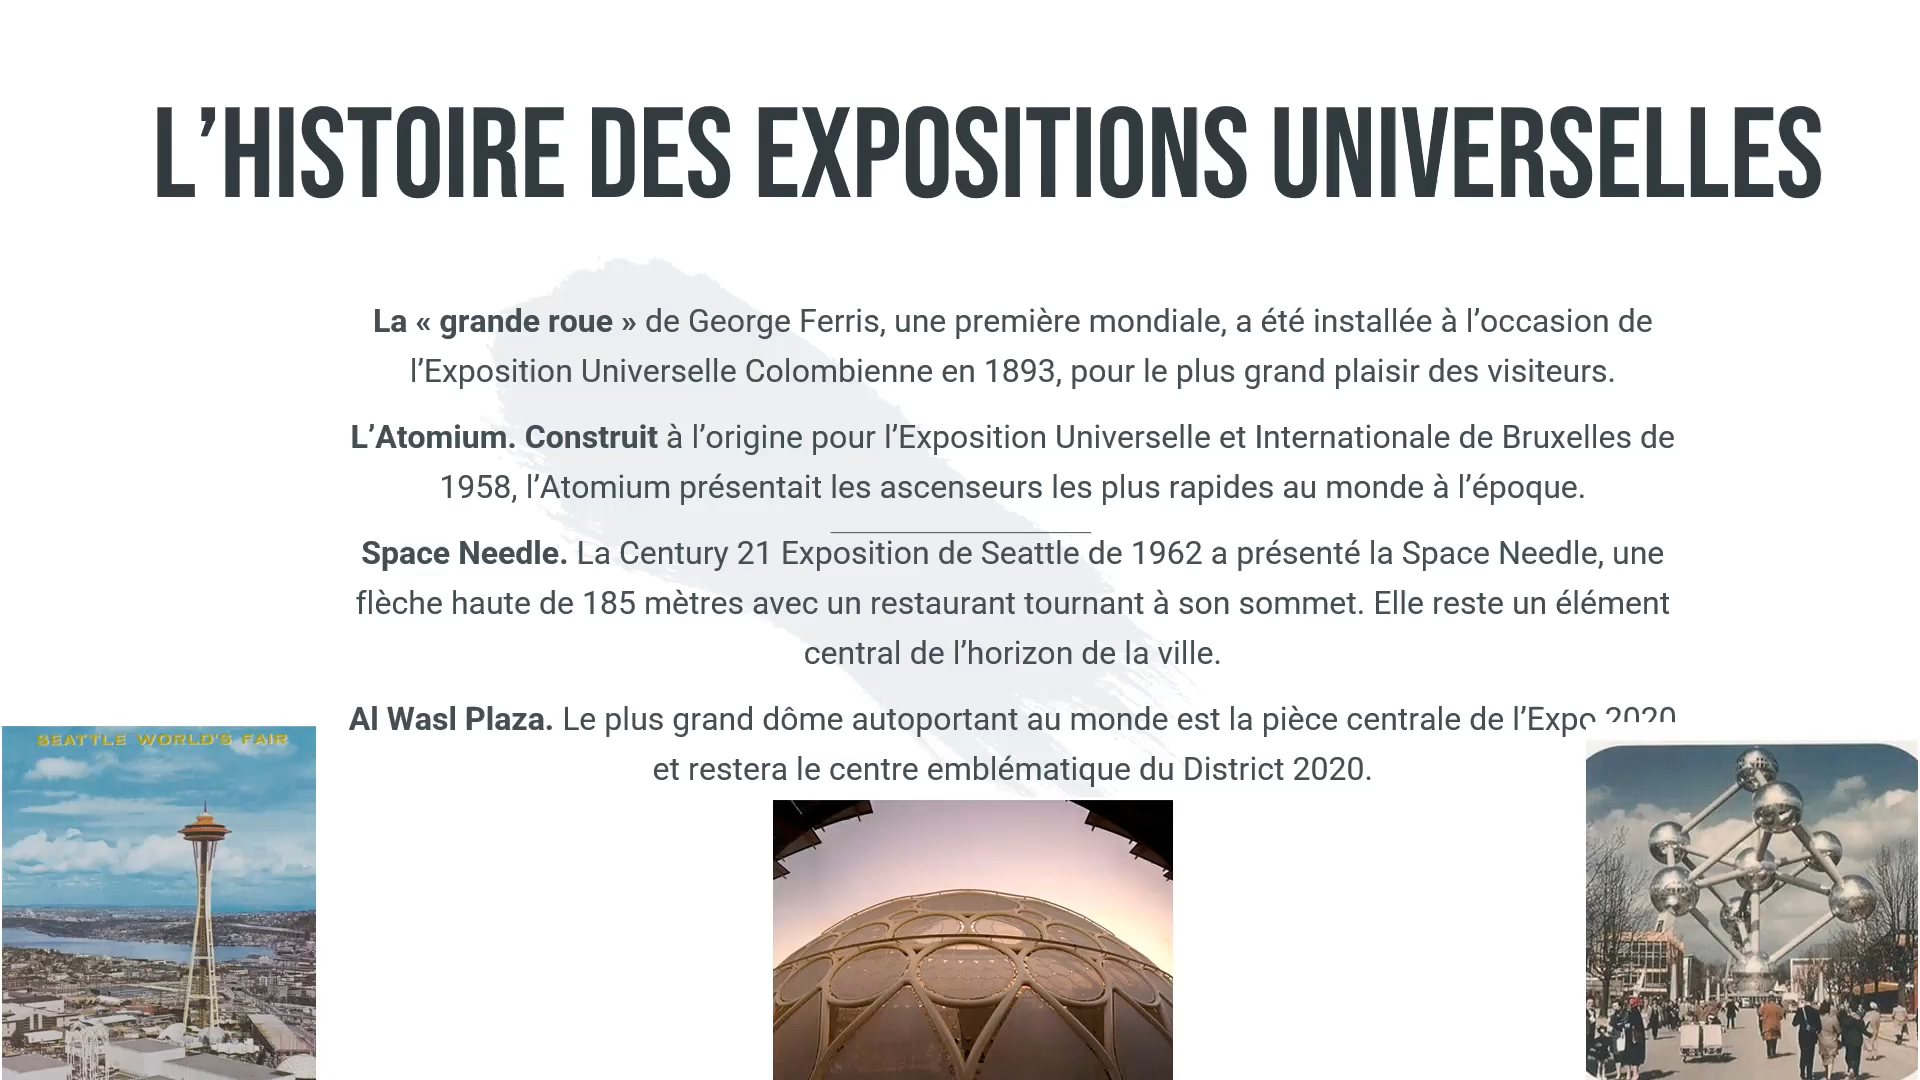 L’HISTOIRE DES EXPOSITIONS UNIVERSELLES
La « grande roue » de George Ferris, une première mondiale, a été installée à l’occasion de
l’Exposition Universelle Colombienne en 1893, pour le plus grand plaisir des visiteurs.
L’Atomium. Construit à l’origine pour l’Exposition Universelle et Internationale de Bruxelles de
1958, l’Atomium présentait les ascenseurs les plus rapides au monde à l’époque.
Space Needle. La Century 21 Exposition de Seattle de 1962 a présenté la Space Needle, une
flèche haute de 185 mètres avec un restaurant tournant à son sommet. Elle reste un élément
central de l’horizon de la ville.
Al Wasl Plaza. Le plus grand dôme autoportant au monde est la pièce centrale de l’Expo 2020
et restera le centre emblématique du District 2020.
SEATTLE WORLD'S FAIR